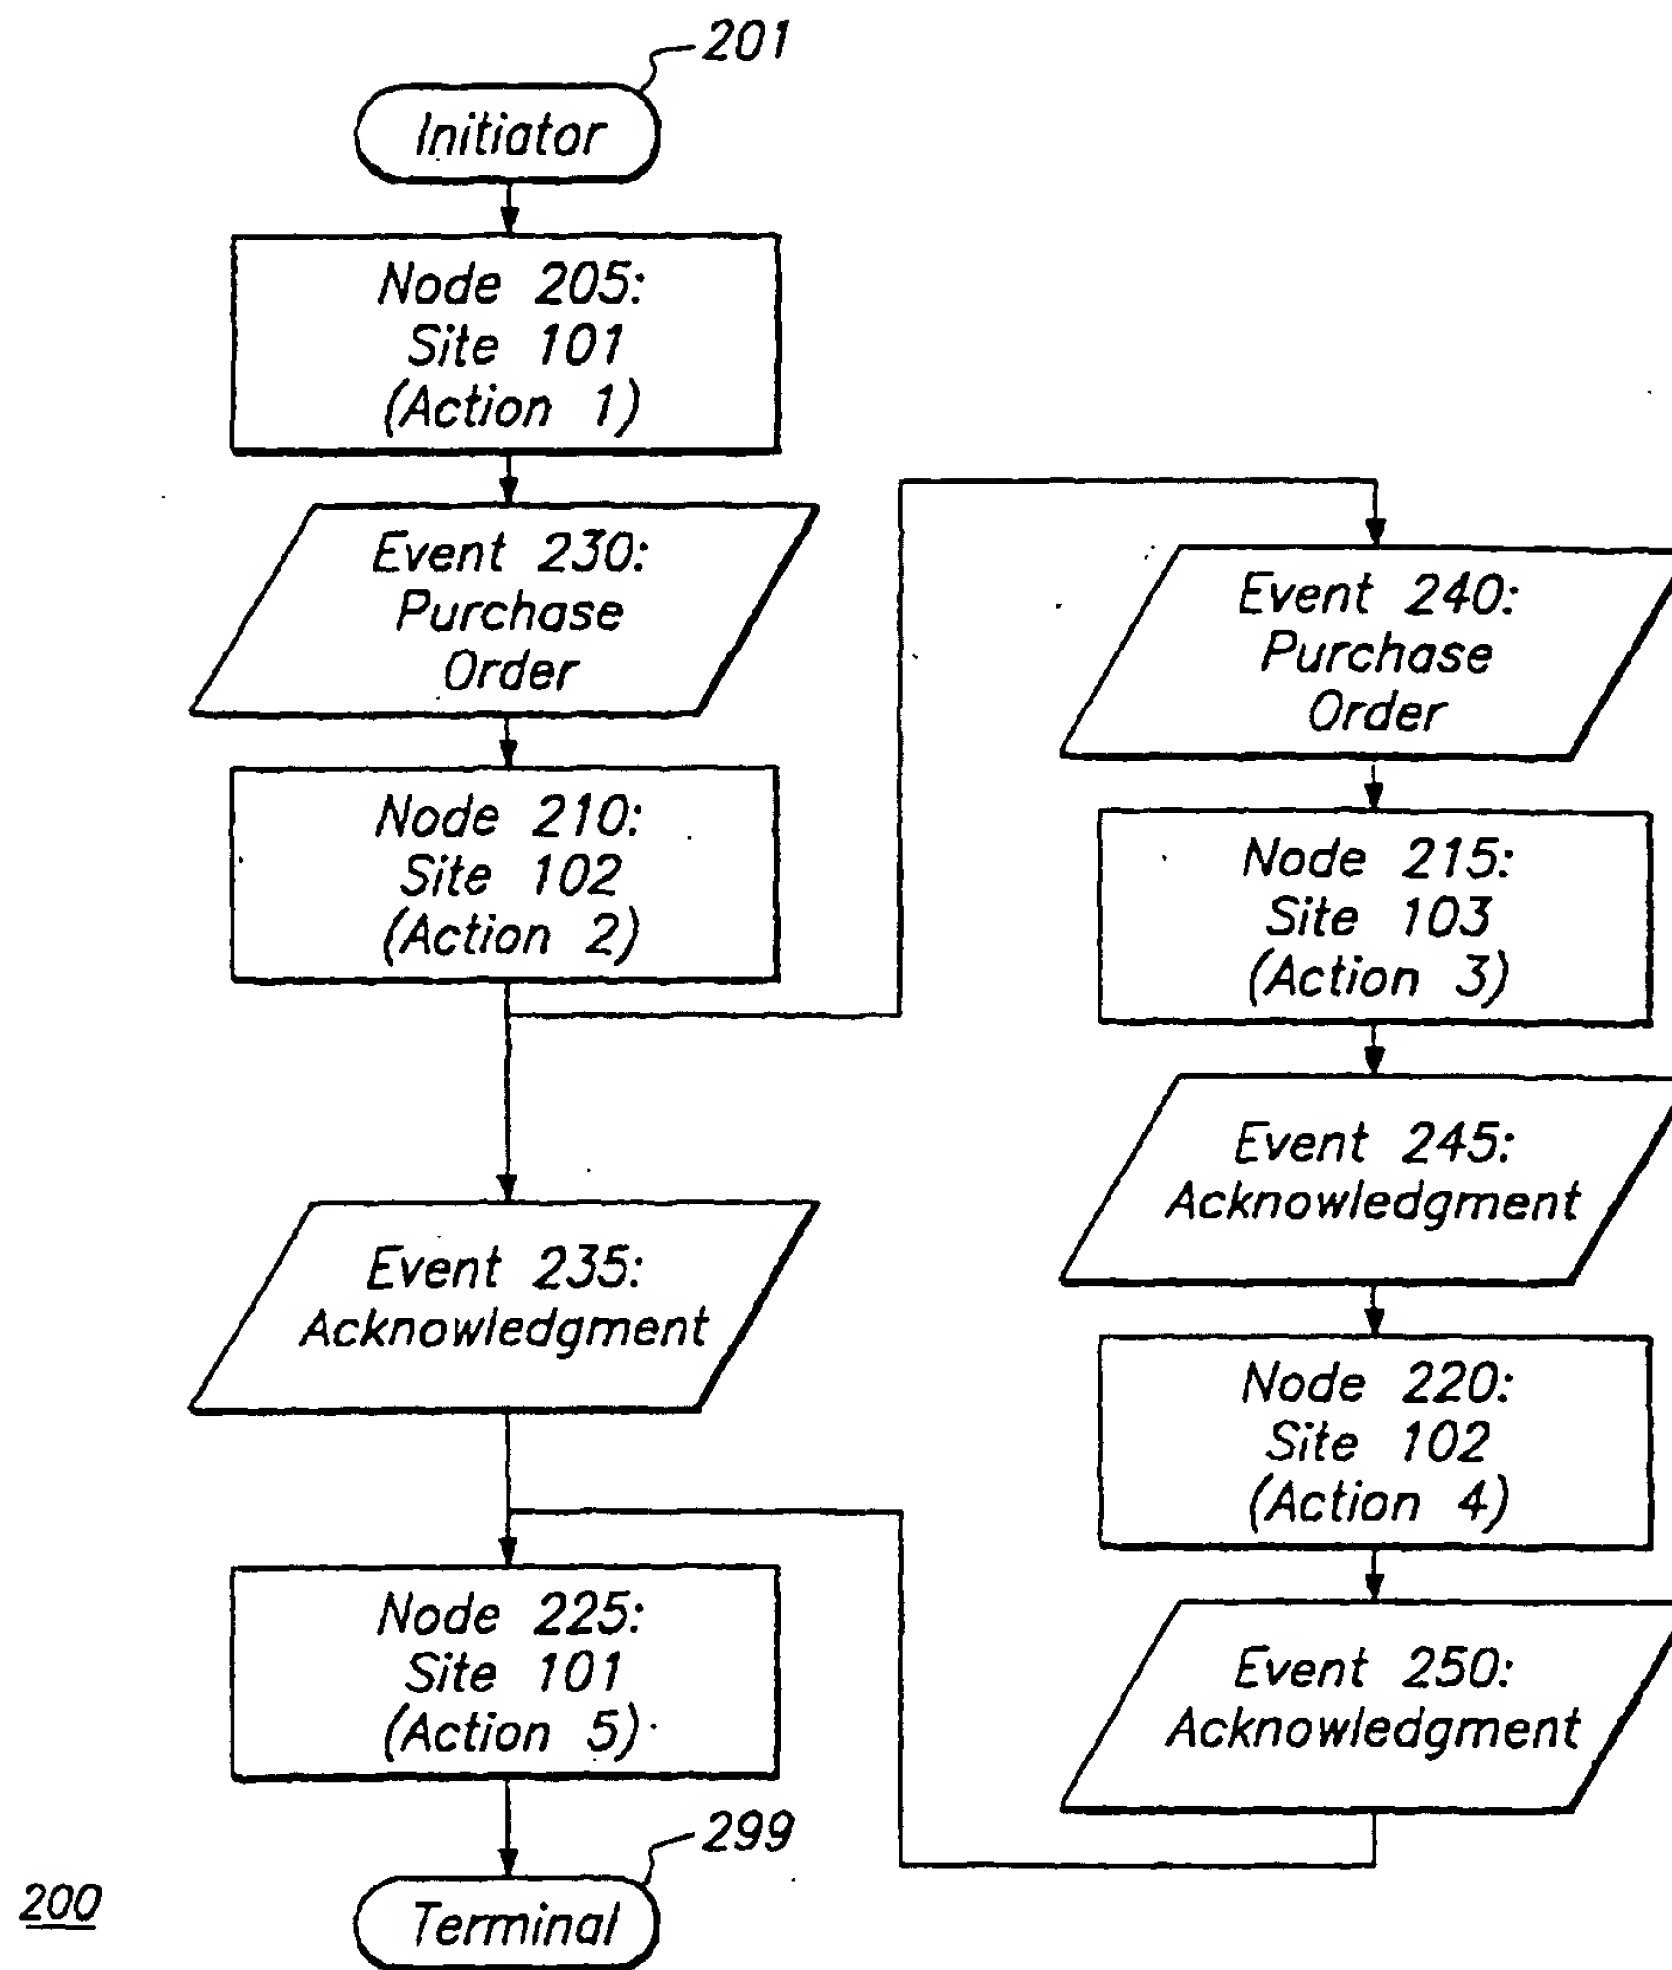 201
Initiator
Node 205:
Site 101
(Action 1)
Event 230:
Purchase
Order
Node 210:
Site 102
(Action 2)
Event 235:
Acknowledgment
Node 225:
Site 101
(Action 5)
299
Terminal
Event 240:
Purchase
Order
Node 215:
Site 103
(Action 3)
Event 245:
Acknowledgment
Node 220:
Site 102
(Action 4)
Event 250:
Acknowledgment
200